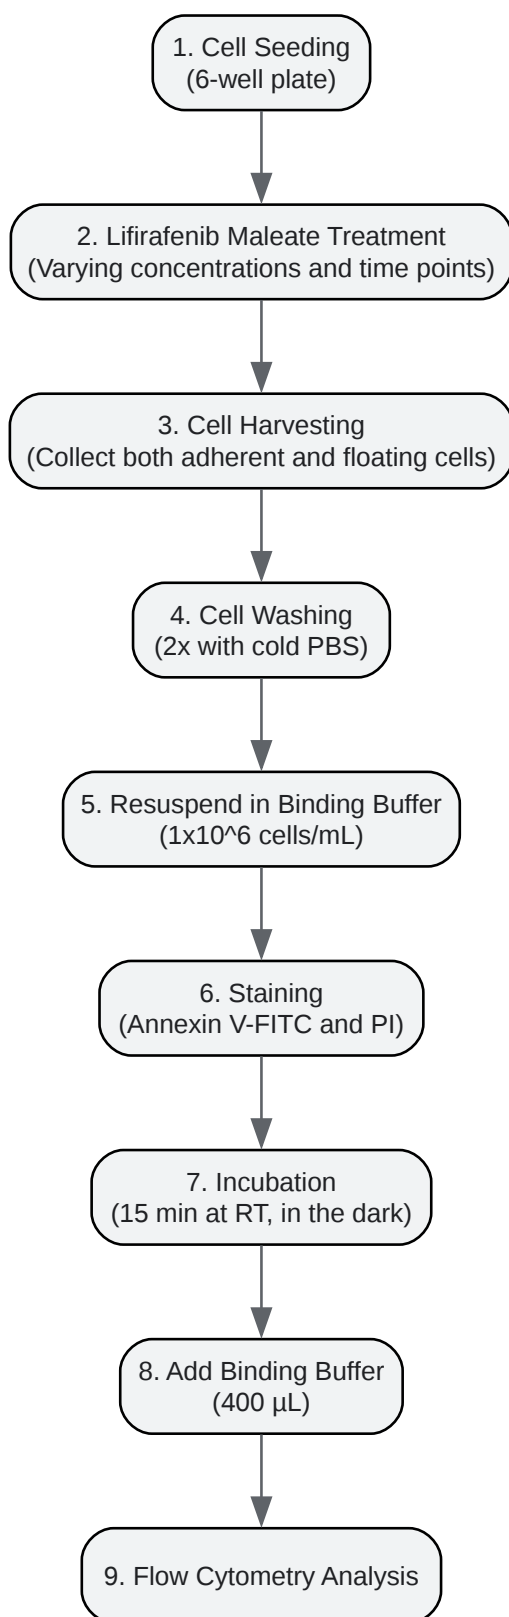 1. Cell Seeding
(6-well plate)
2. Lifirafenib Maleate Treatment
(Varying concentrations and time points)
3. Cell Harvesting
(Collect both adherent and floating cells)
4. Cell Washing
(2x with cold PBS)
5. Resuspend in Binding Buffer
(1x10^6 cells/mL)
6. Staining
(Annexin V-FITC and PI)
7. Incubation
(15 min at RT, in the dark)
8. Add Binding Buffer
(400 µL)
9. Flow Cytometry Analysis